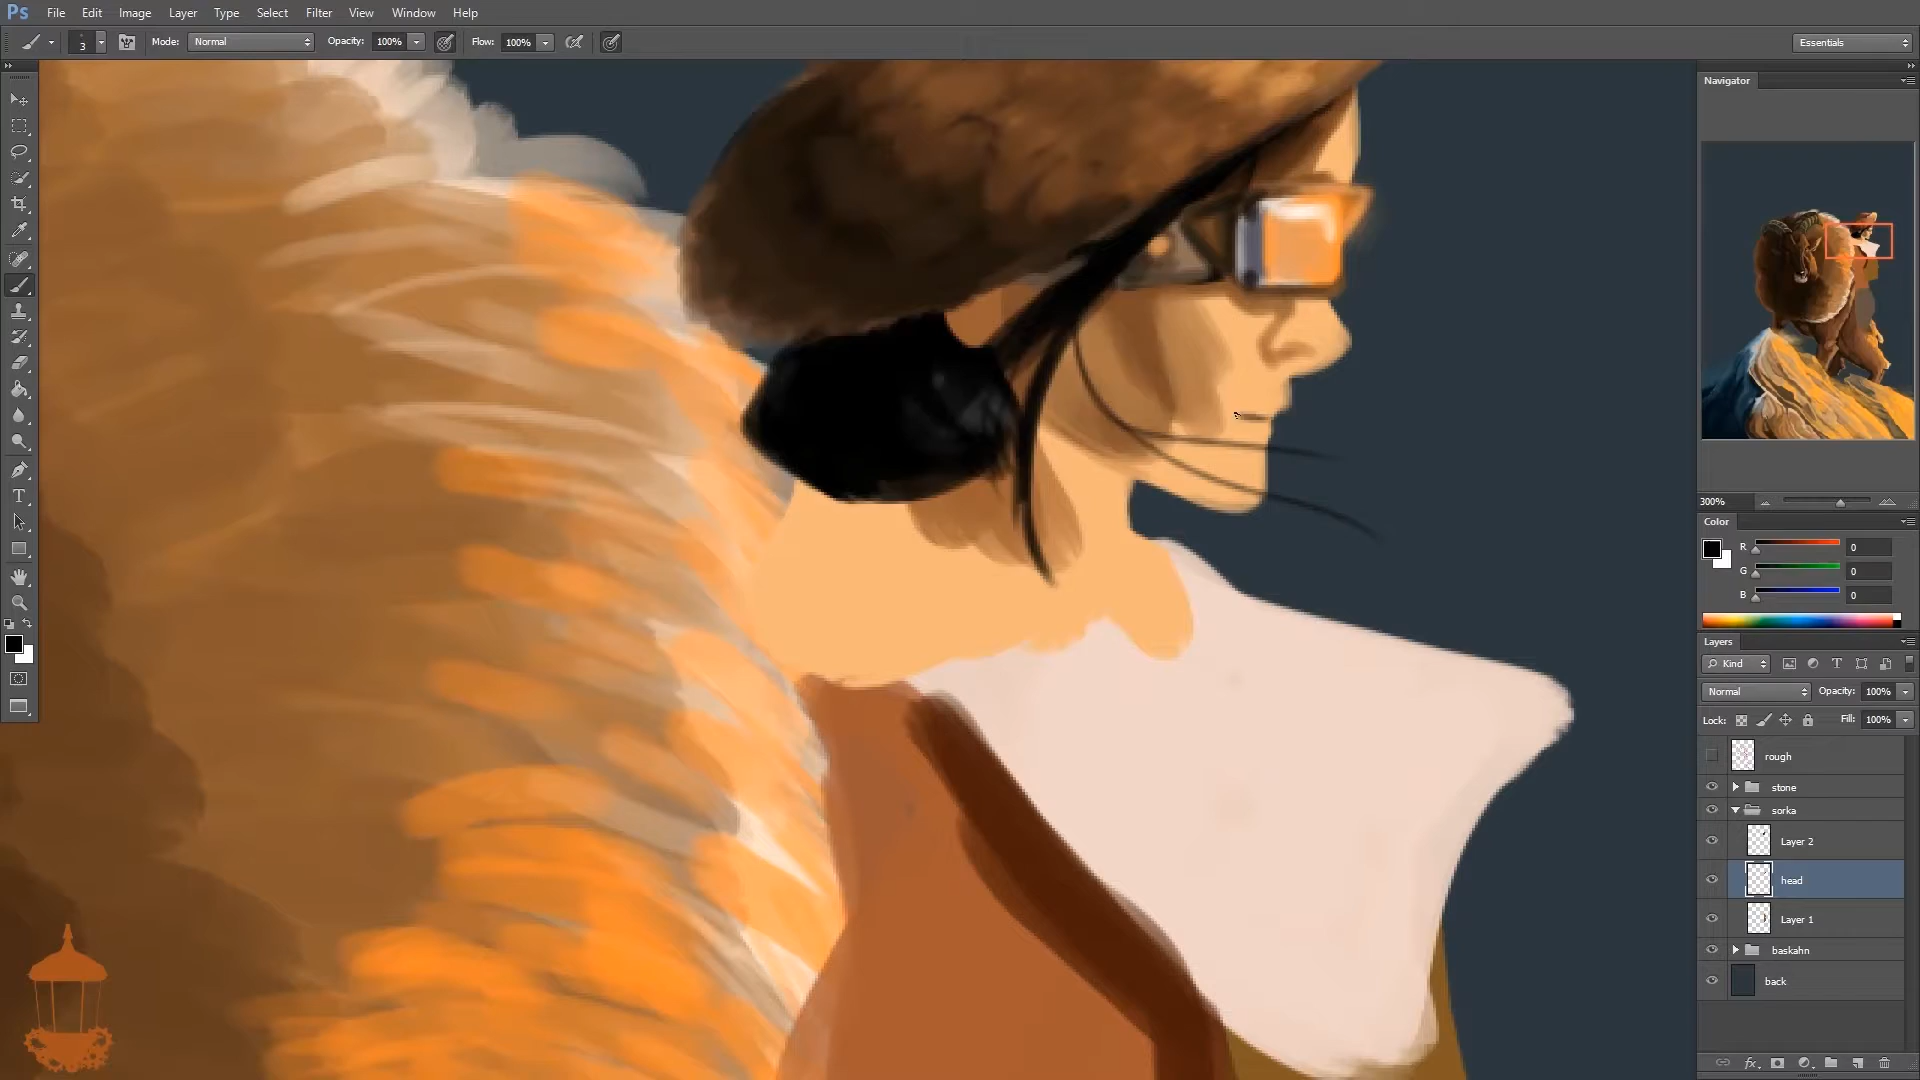 Ps File Edit Image Layer Type Select Filter View Window Help
3 Mode: Normal Opacity: 100% Flow: 100% Essentials
Navigator
300%
Color
R 0
G 0
B 0
Layers
Kind
Normal Opacity: 100%
Lock: Fill: 100%
rough
stone
sorka
Layer 2
head
Layer 1
baskahn
back
fx